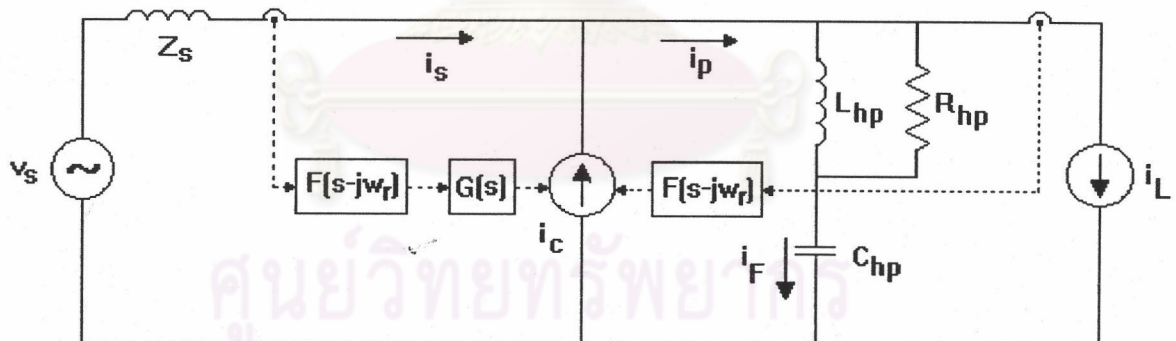 Zs
is
ip
Lhp
Rhp
vs
F(s-jwr)
G(s)
F(s-jwr)
iL
ic
iF
Chp
ศูนย์วิทยทรัพยากร